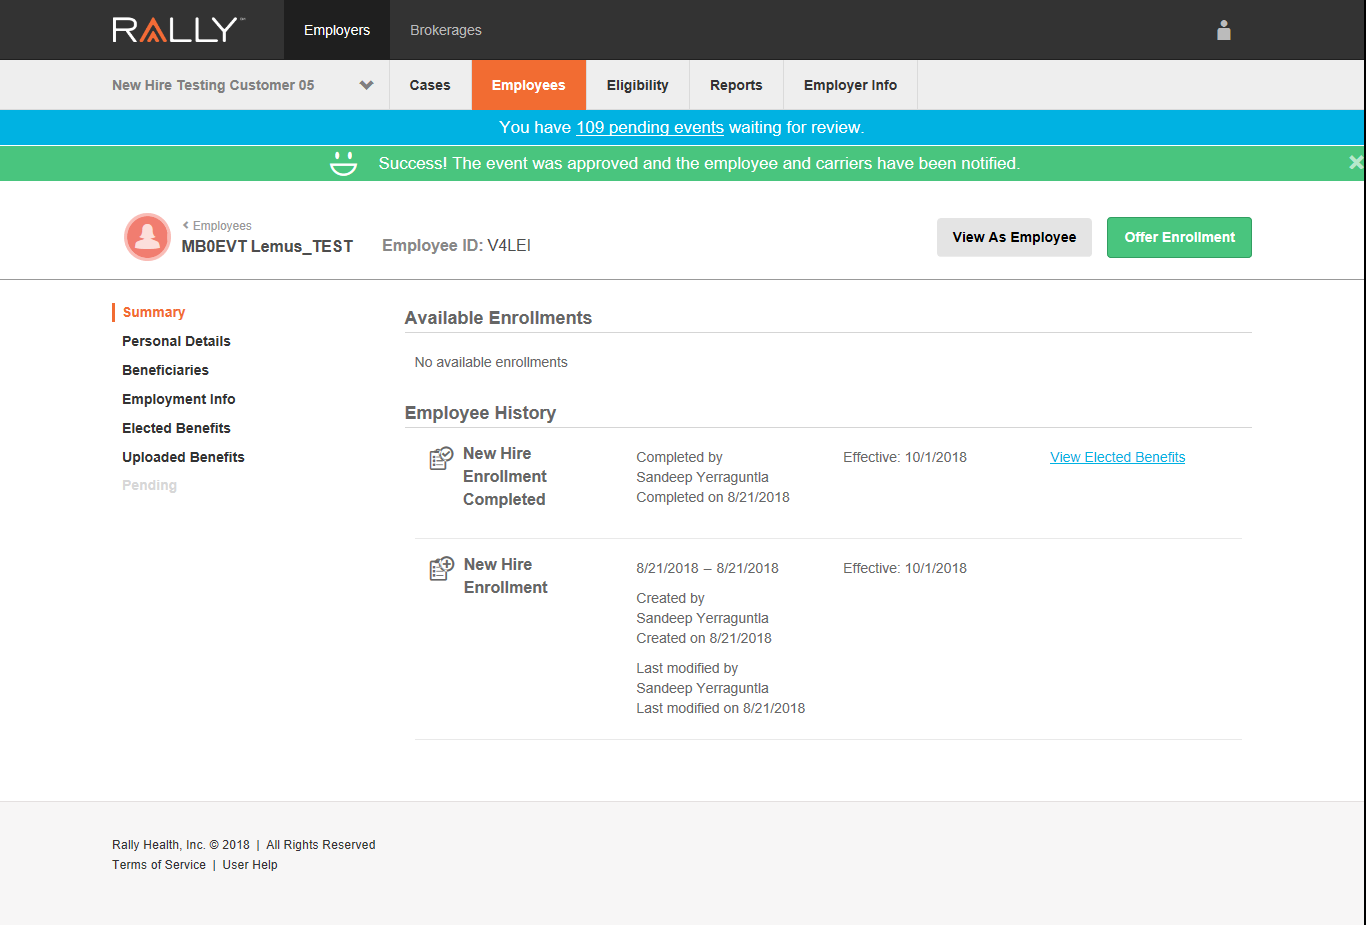 RALLY
Employers
Brokerages
New Hire Testing Customer 05
Cases
Employees
Eligibility
Reports
Employer Info
You have 109 pending events waiting for review.
Success! The event was approved and the employee and carriers have been notified.
Employees
MB0EVT Lemus_TEST
Employee ID: V4LEI
View As Employee
Offer Enrollment
Summary
Personal Details
Beneficiaries
Employment Info
Elected Benefits
Uploaded Benefits
Pending
Available Enrollments
No available enrollments
Employee History
New Hire
Enrollment
Completed
Completed by
Sandeep Yerraguntla
Completed on 8/21/2018
Effective: 10/1/2018
View Elected Benefits
New Hire
Enrollment
8/21/2018 – 8/21/2018
Created by
Sandeep Yerraguntla
Created on 8/21/2018
Last modified by
Sandeep Yerraguntla
Last modified on 8/21/2018
Effective: 10/1/2018
Rally Health, Inc. © 2018 | All Rights Reserved
Terms of Service | User Help